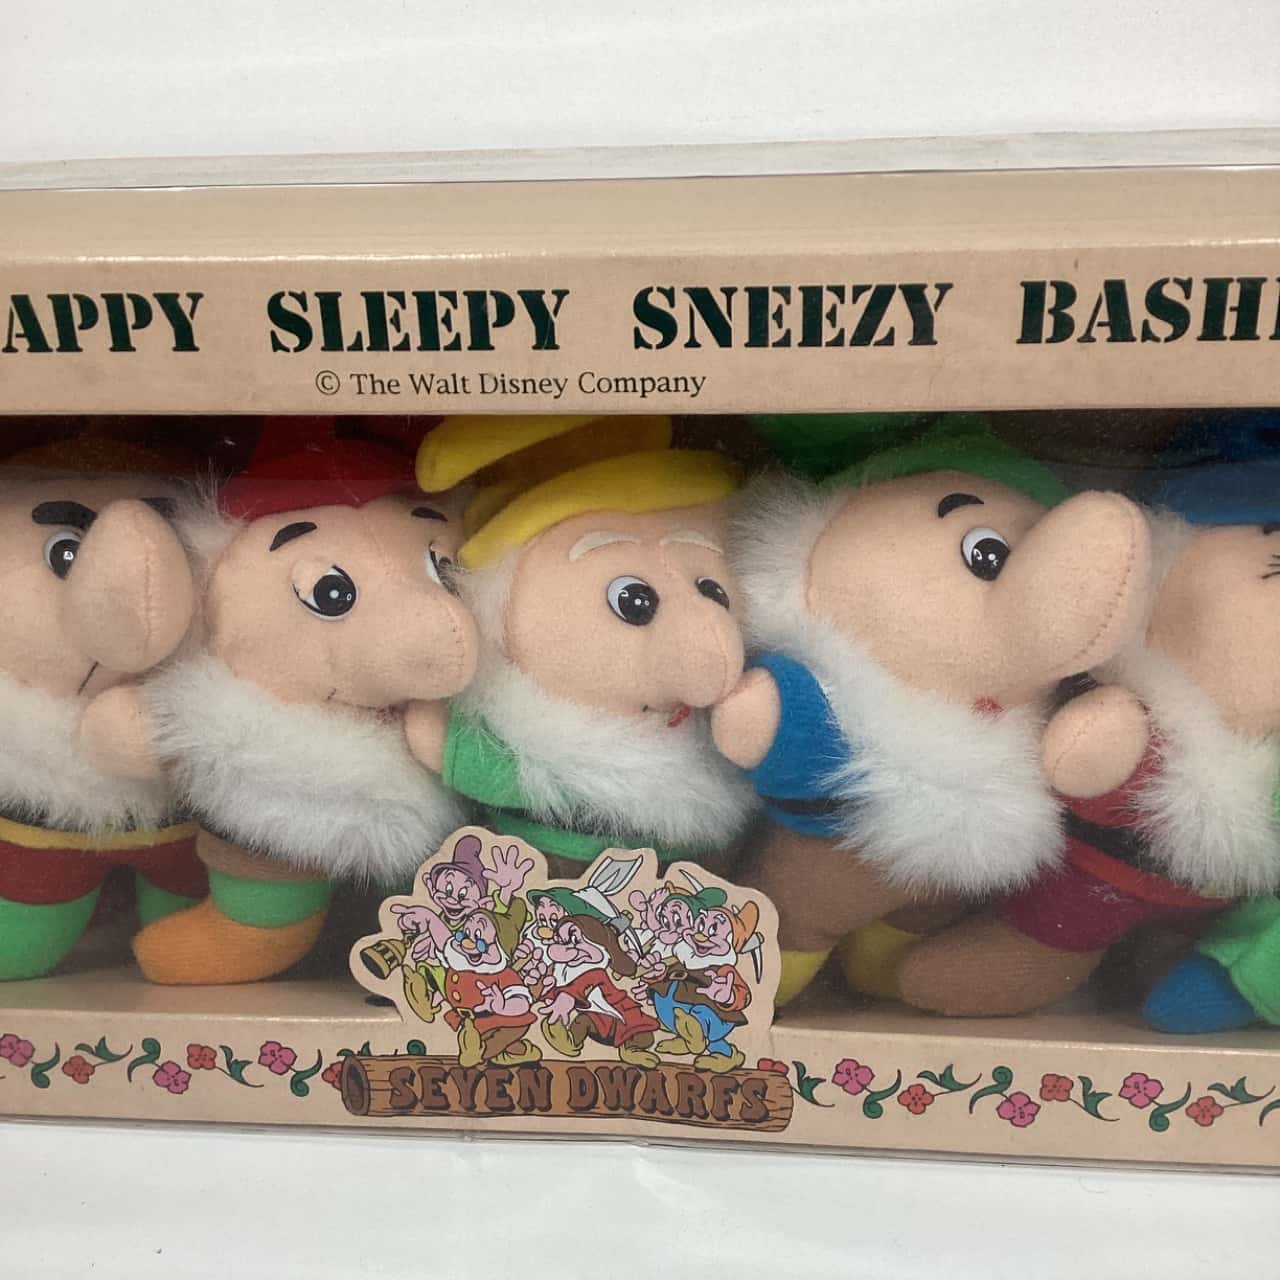 APPY SLEEPY SNEEZY BASH
© The Walt Disney Company
SEVEN DWARFS